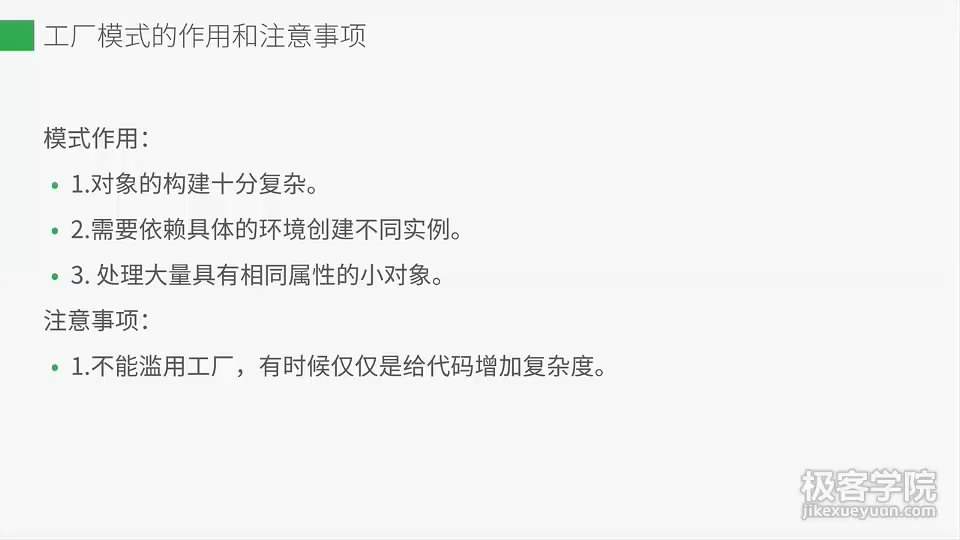 工厂模式的作用和注意事项
模式作用：
1.对象的构建十分复杂。
2.需要依赖具体的环境创建不同实例。
3. 处理大量具有相同属性的小对象。
注意事项：
1.不能滥用工厂，有时候仅仅是给代码增加复杂度。
极客学院
jikexueyuan.com